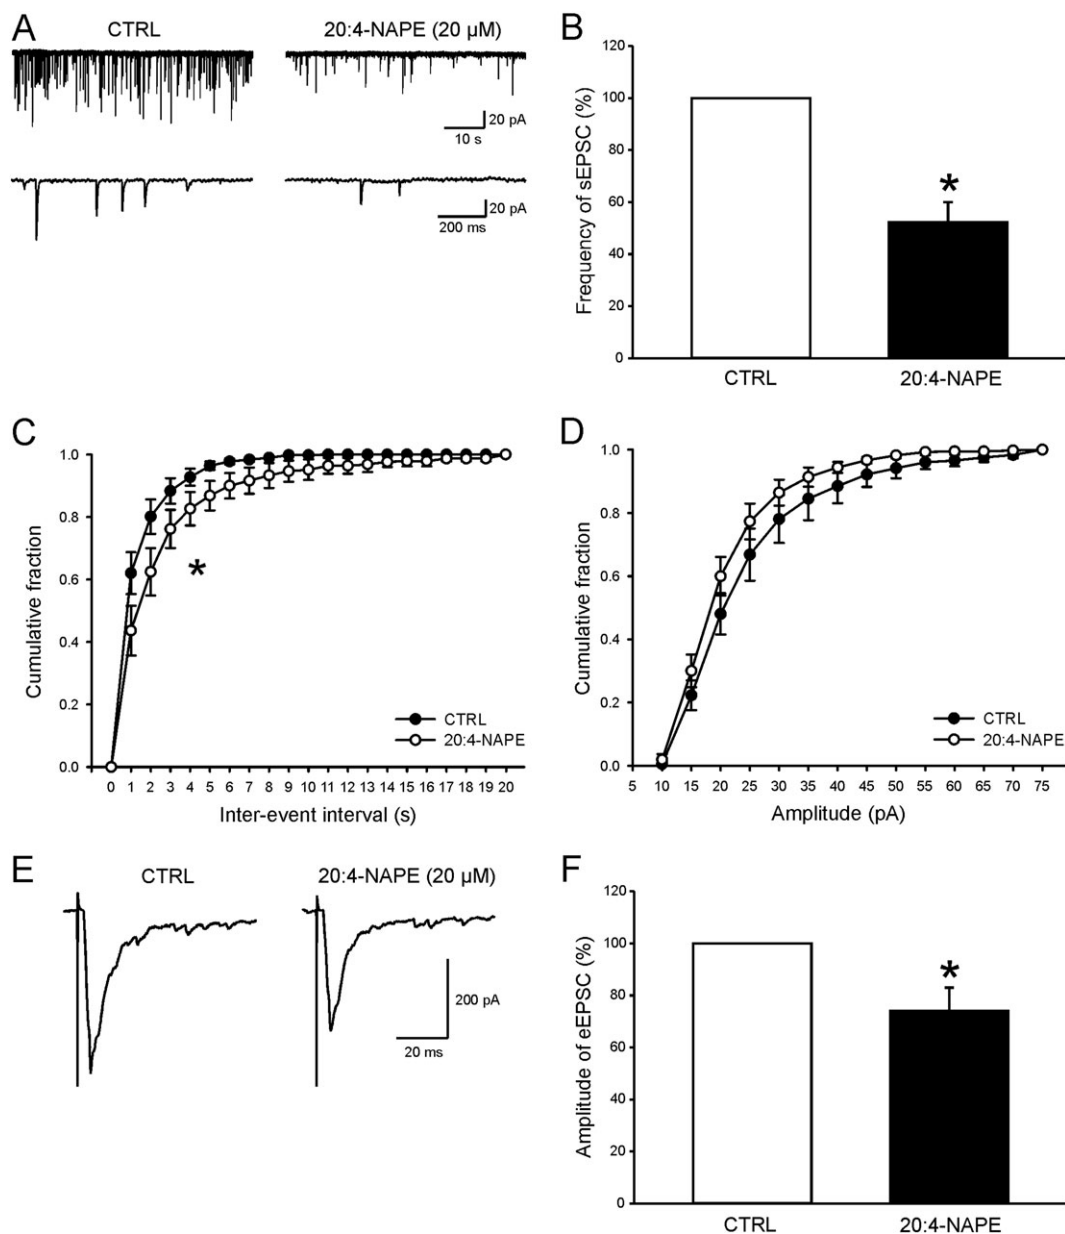 A
CTRL
20:4-NAPE (20 µM)
20 pA
10 s
20 pA
200 ms
B
Frequency of sEPSC (%)
120
100
80
60
40
20
0
*
CTRL
20:4-NAPE
C
Cumulative fraction
1.0
0.8
0.6
0.4
0.2
0.0
*
CTRL
20:4-NAPE
0 1 2 3 4 5 6 7 8 9 10 11 12 13 14 15 16 17 18 19 20
Inter-event interval (s)
D
Cumulative fraction
1.0
0.8
0.6
0.4
0.2
0.0
CTRL
20:4-NAPE
5 10 15 20 25 30 35 40 45 50 55 60 65 70 75
Amplitude (pA)
E
CTRL
20:4-NAPE (20 µM)
200 pA
20 ms
F
Amplitude of eEPSC (%)
120
100
80
60
40
20
0
*
CTRL
20:4-NAPE